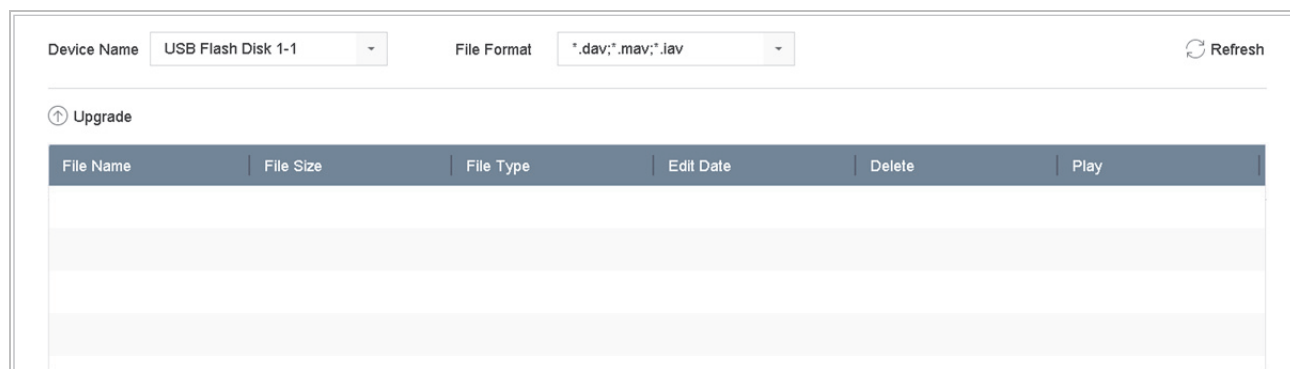 Device Name USB Flash Disk 1-1 File Format *.dav;*.mav;*.iav Refresh
Upgrade
File Name File Size File Type Edit Date Delete Play